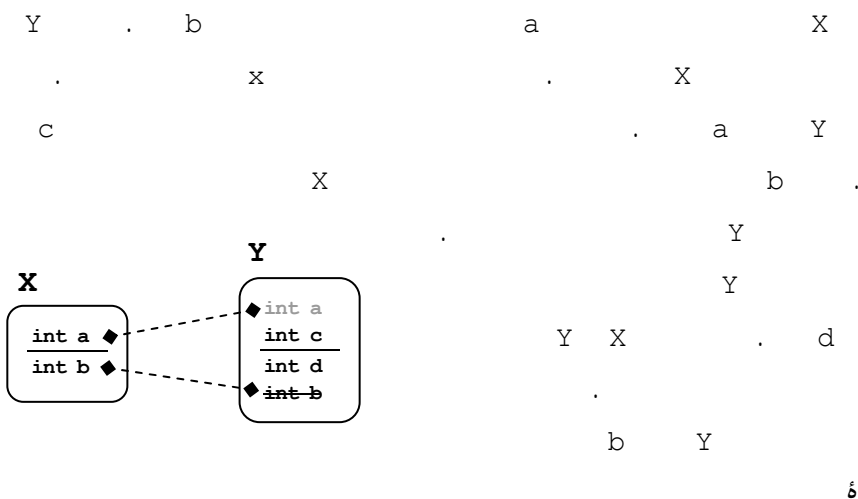 Y . b a X
. x . X
c . a Y
X b .
. Y
Y
Y X . d
.
b Y
ۀ
X
int a
int b
Y
int a
int c
int d
int b